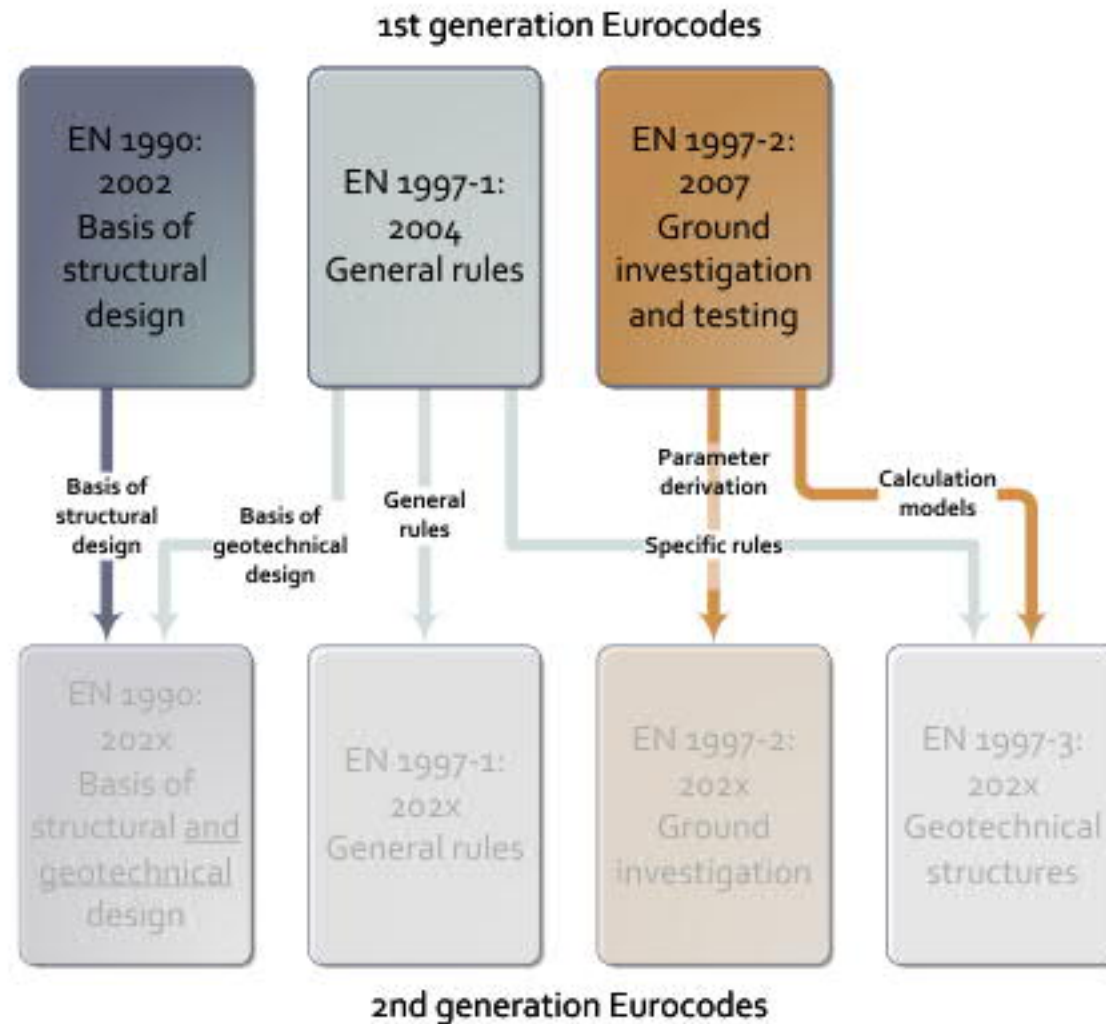 1st generation Eurocodes
EN 1990:
2002
Basis of
structural
design
EN 1997-1:
2004
General rules
EN 1997-2:
2007
Ground
investigation
and testing
Basis of
structural
design
Basis of
geotechnical
design
General
rules
Parameter
derivation
Specific rules
Calculation
models
EN 1990:
202x
Basis of
structural and
geotechnical
design
EN 1997-1:
202x
General rules
EN 1997-2:
202x
Ground
investigation
EN 1997-3:
202x
Geotechnical
structures
2nd generation Eurocodes